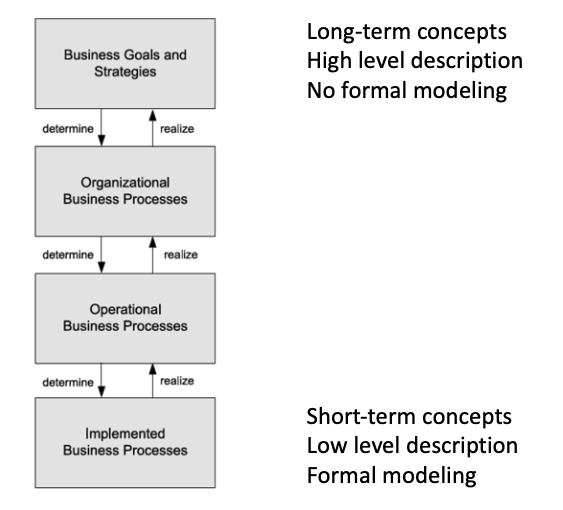 Business Goals and
Strategies
Long-term concepts
High level description
No formal modeling
determine
realize
Organizational
Business Processes
determine
realize
Operational
Business Processes
determine
realize
Implemented
Business Processes
Short-term concepts
Low level description
Formal modeling